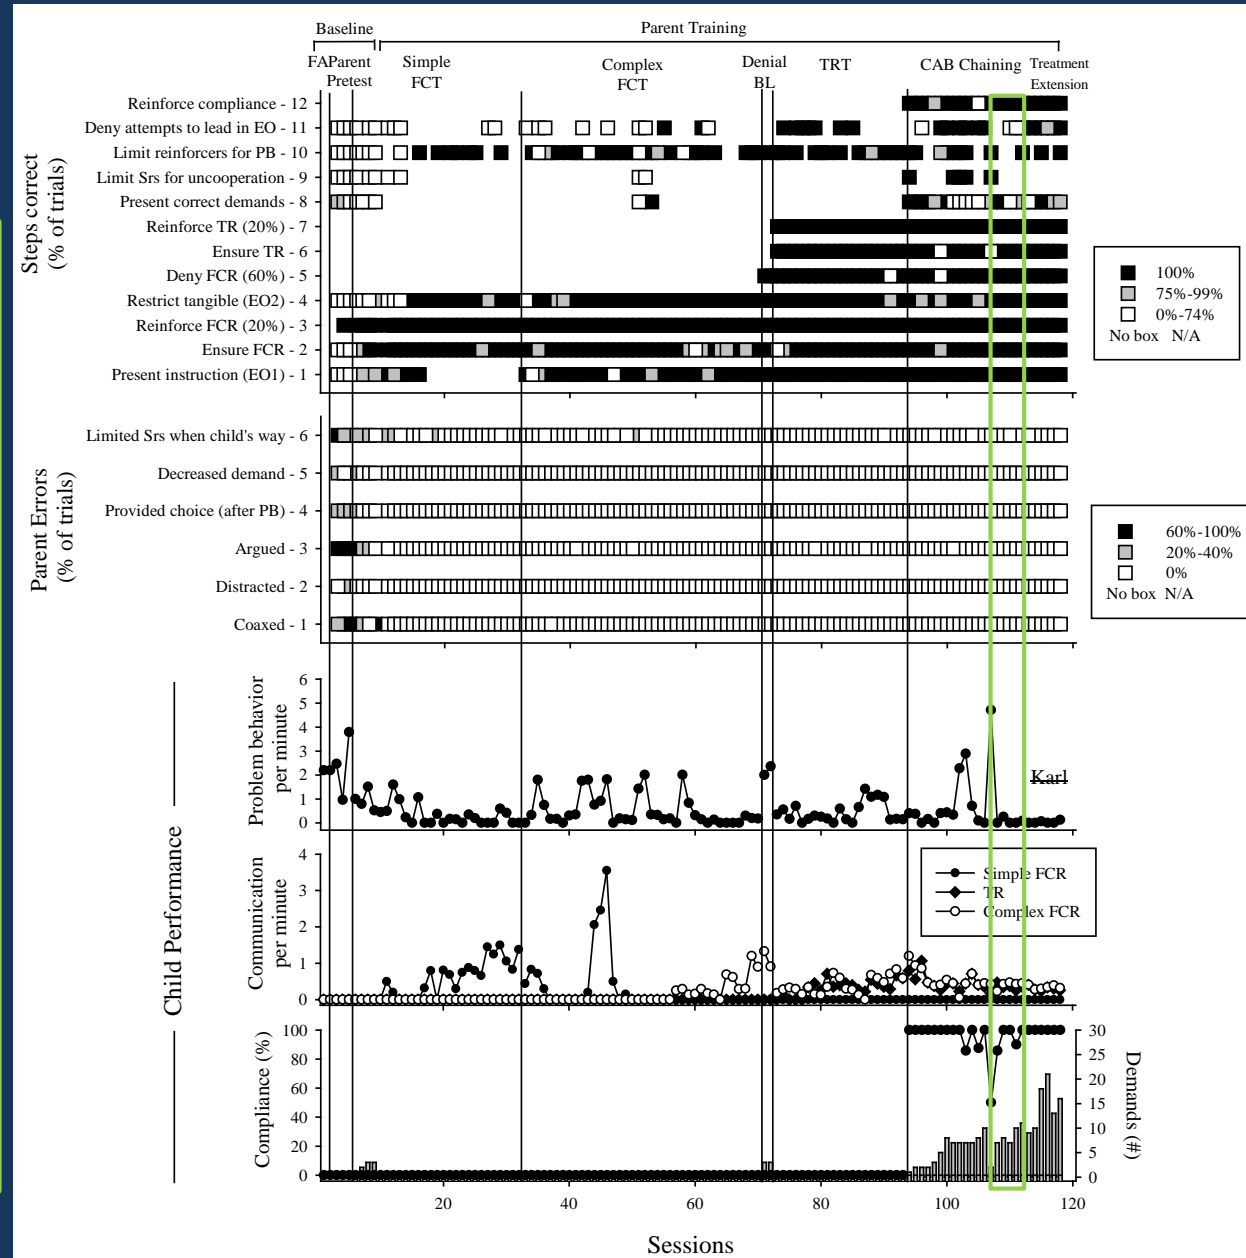 Baseline
Parent Training
FA
Parent
Pretest
Simple
FCT
Complex
FCT
Denial
BL
TRT
CAB Chaining
Treatment
Extension
Steps correct
(% of trials)
Reinforce compliance - 12
Deny attempts to lead in EO - 11
Limit reinforcers for PB - 10
Limit Srs for uncooperation - 9
Present correct demands - 8
Reinforce TR (20%) - 7
Ensure TR - 6
Deny FCR (60%) - 5
Restrict tangible (EO2) - 4
Reinforce FCR (20%) - 3
Ensure FCR - 2
Present instruction (EO1) - 1
100%
75%-99%
0%-74%
No box N/A
Parent Errors
(% of trials)
Limited Srs when child's way - 6
Decreased demand - 5
Provided choice (after PB) - 4
Argued - 3
Distracted - 2
Coaxed - 1
60%-100%
20%-40%
0%
No box N/A
Child Performance
Problem behavior
per minute
6
5
4
3
2
1
0
Karl
Communication
per minute
4
3
2
1
0
Simple FCR
TR
Complex FCR
Compliance (%)
100
80
60
40
20
0
30
25
20
15
10
5
0
Demands (#)
20
40
60
80
100
120
Sessions